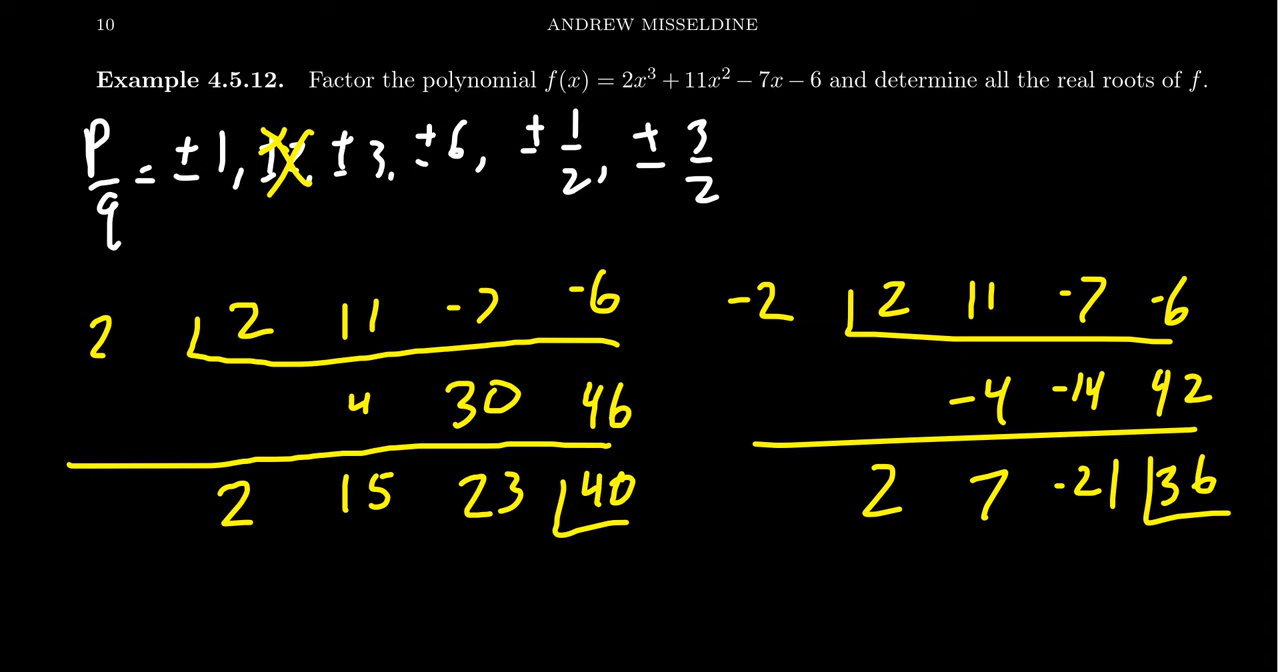 10 ANDREW MISSELDINE
Example 4.5.12. Factor the polynomial f(x) = 2x³ + 11x² − 7x − 6 and determine all the real roots of f.
p/q = ± 1, ± 3, ± 6, ± 1/2, ± 3/2
2 2 11 -7 -6
4 30 46
2 15 23 40
-2 2 11 -7 -6
-4 -14 42
2 7 -21 36